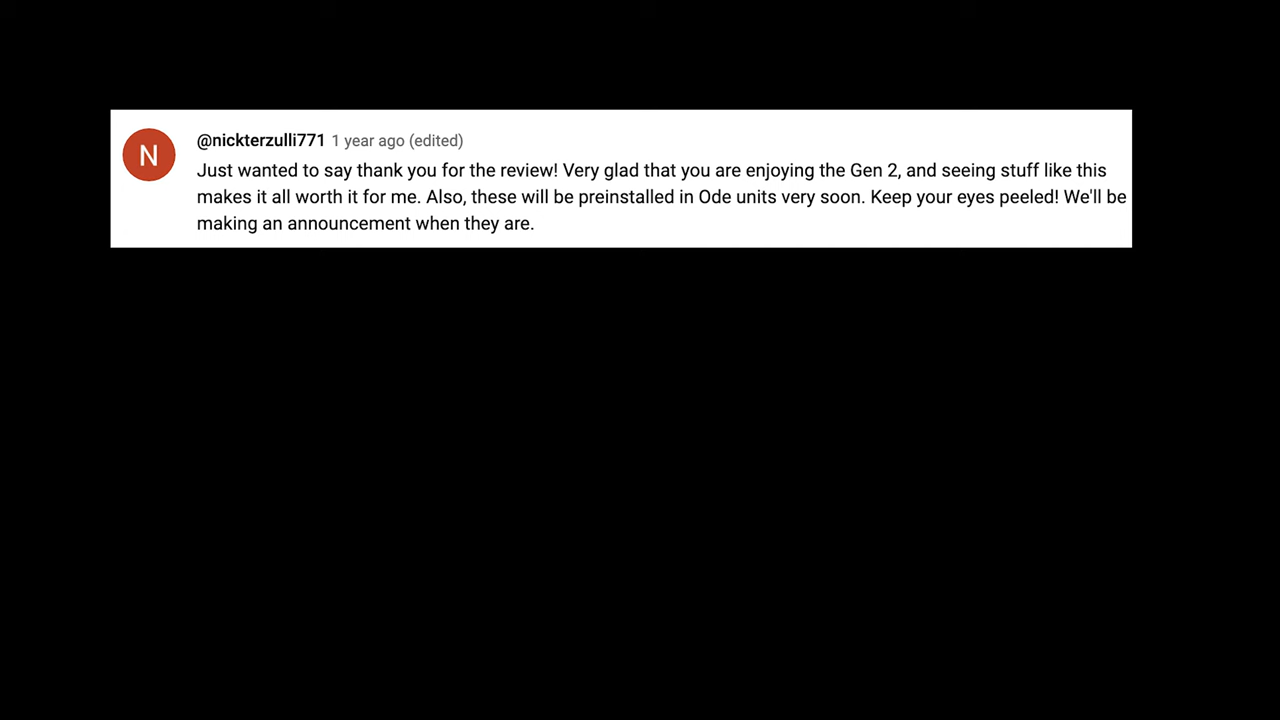 N
@nickterzulli771 1 year ago (edited)
Just wanted to say thank you for the review! Very glad that you are enjoying the Gen 2, and seeing stuff like this
makes it all worth it for me. Also, these will be preinstalled in Ode units very soon. Keep your eyes peeled! We'll be
making an announcement when they are.